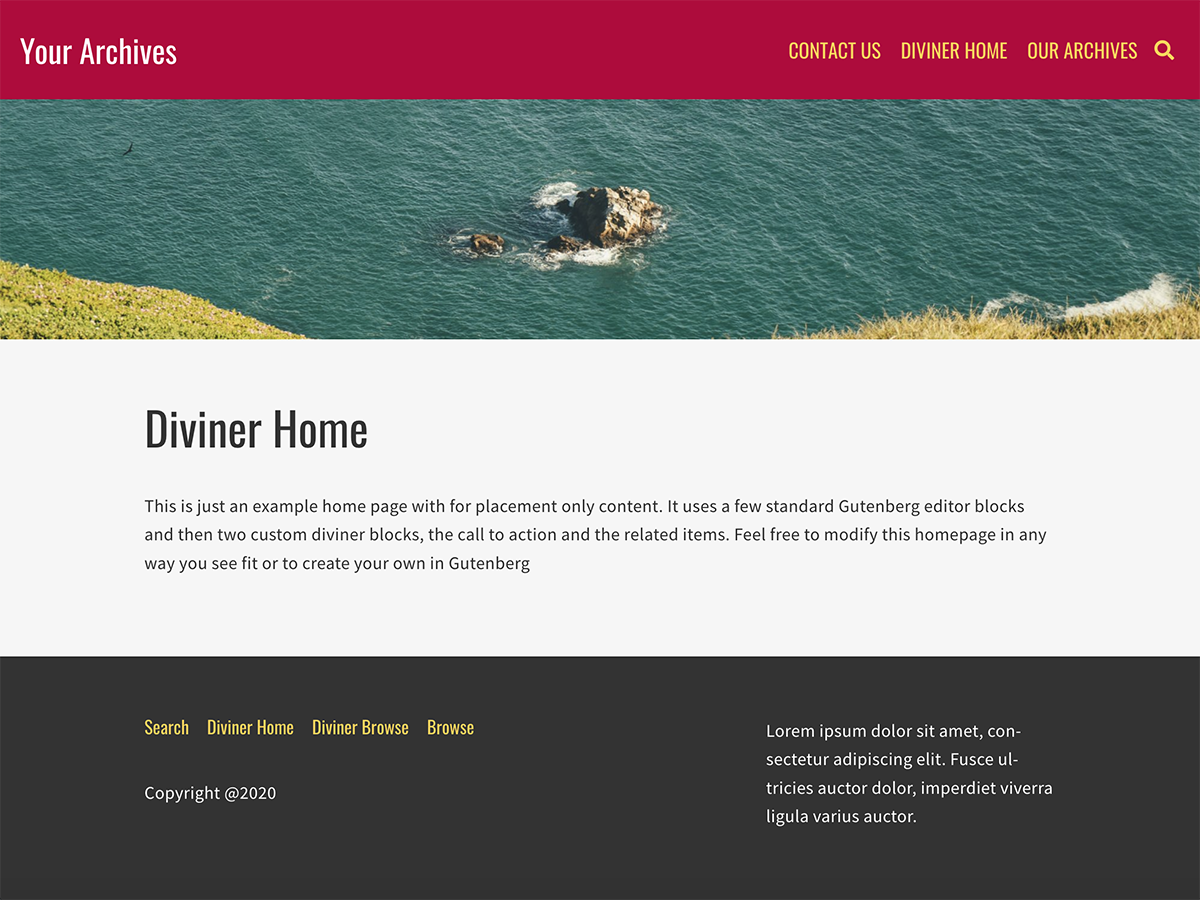 Your Archives
CONTACT US DIVINER HOME OUR ARCHIVES
Diviner Home
This is just an example home page with for placement only content. It uses a few standard Gutenberg editor blocks
and then two custom diviner blocks, the call to action and the related items. Feel free to modify this homepage in any
way you see fit or to create your own in Gutenberg
Search Diviner Home Diviner Browse Browse
Copyright @2020
Lorem ipsum dolor sit amet, con-
sectetur adipiscing elit. Fusce ul-
tricies auctor dolor, imperdiet viverra
ligula varius auctor.